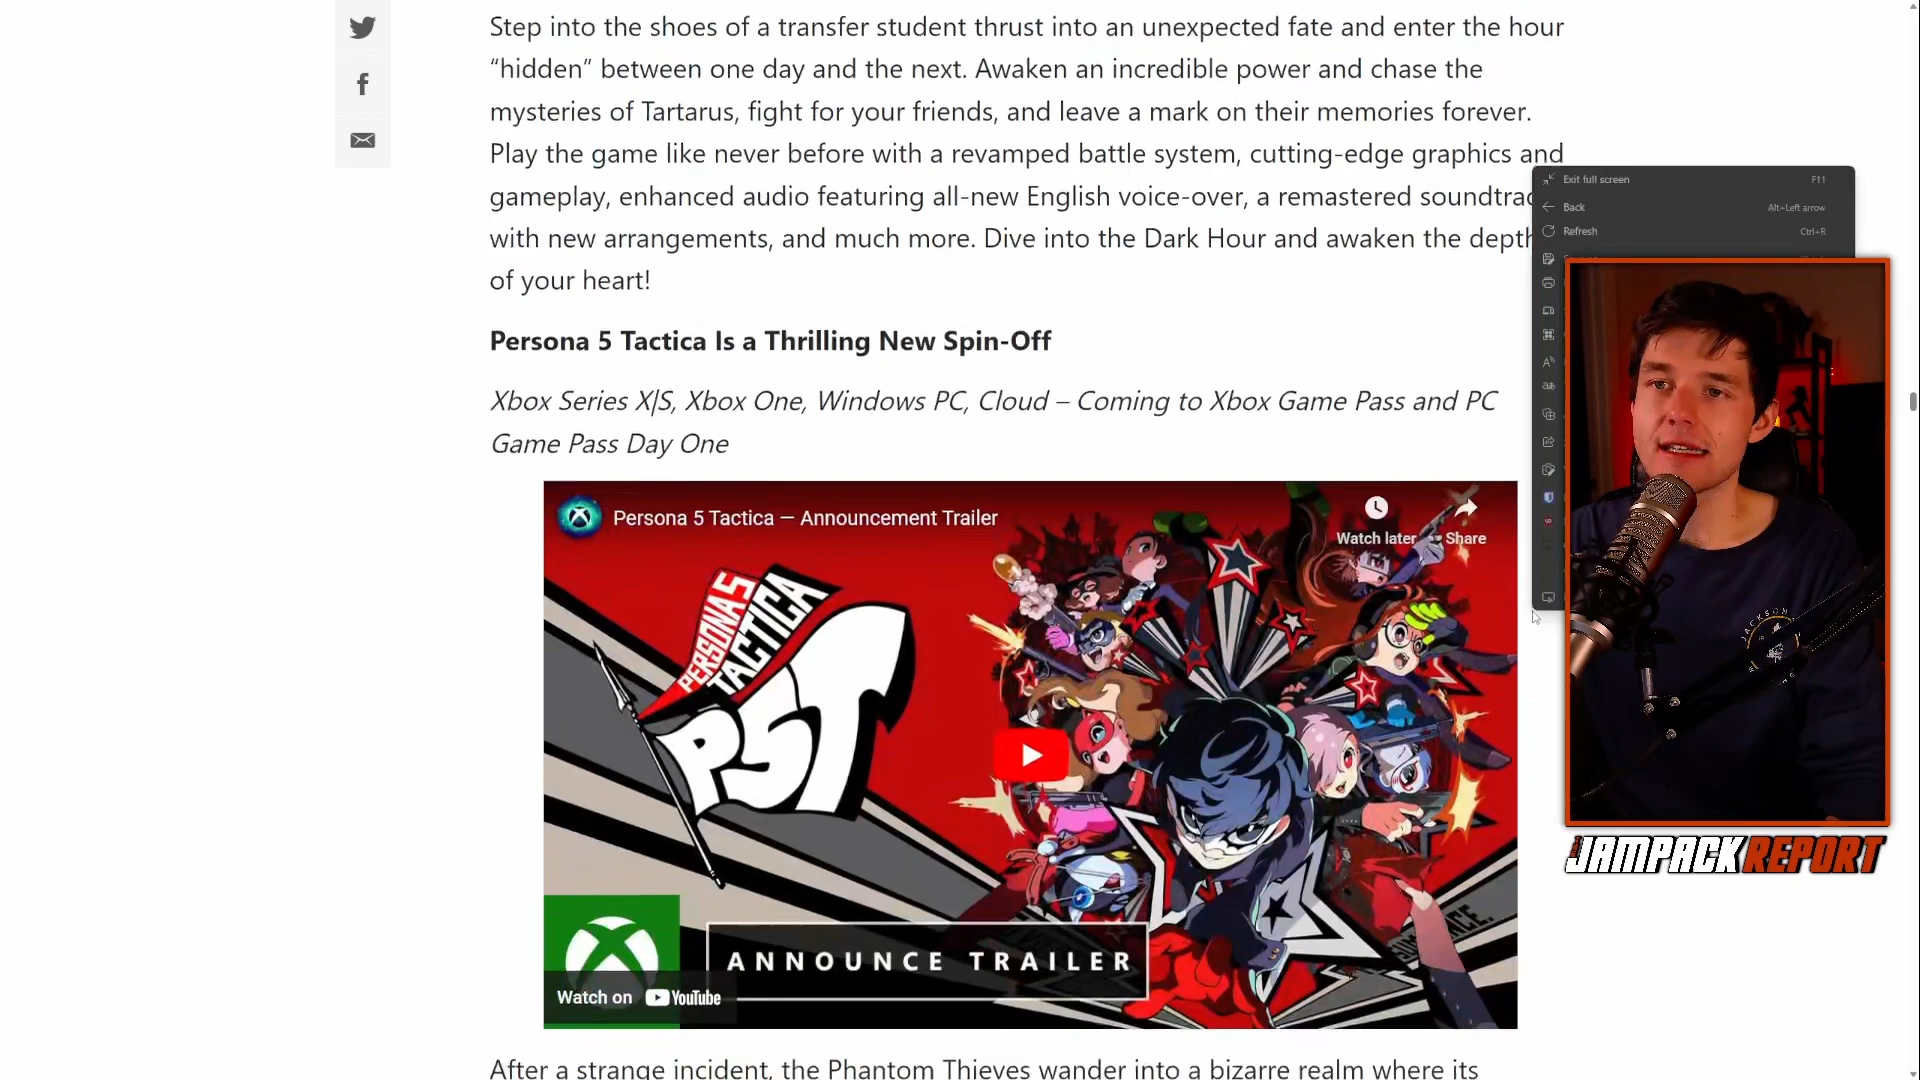 Step into the shoes of a transfer student thrust into an unexpected fate and enter the hour
“hidden” between one day and the next. Awaken an incredible power and chase the
mysteries of Tartarus, fight for your friends, and leave a mark on their memories forever.
Play the game like never before with a revamped battle system, cutting-edge graphics and
gameplay, enhanced audio featuring all-new English voice-over, a remastered soundtrac
with new arrangements, and much more. Dive into the Dark Hour and awaken the depth
of your heart!
Exit full screen F11
Back Alt+Left arrow
Refresh Ctrl+R
Persona 5 Tactica Is a Thrilling New Spin-Off
Xbox Series X|S, Xbox One, Windows PC, Cloud – Coming to Xbox Game Pass and PC
Game Pass Day One
Persona 5 Tactica — Announcement Trailer
Watch later
Share
PERSONA5
TACTICA
P5T
ANNOUNCE TRAILER
Watch on YouTube
JACKSON
JAMPACK REPORT
After a strange incident, the Phantom Thieves wander into a bizarre realm where its